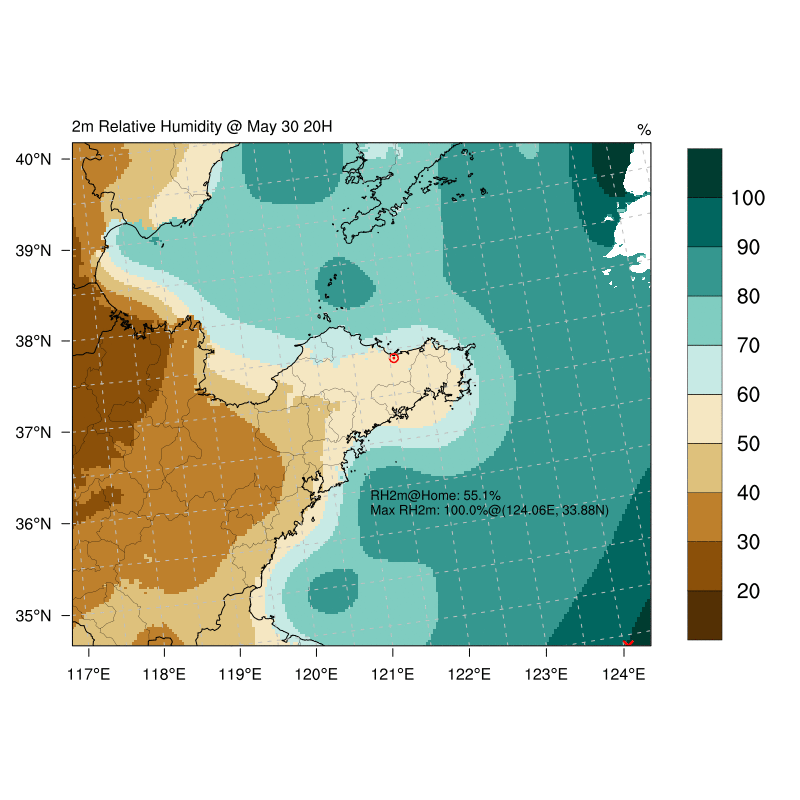 2m Relative Humidity @ May 30 20H
%
40°N
39°N
38°N
37°N
36°N
35°N
117°E
118°E
119°E
120°E
121°E
122°E
123°E
124°E
RH2m@Home: 55.1%
Max RH2m: 100.0%@(124.06E, 33.88N)
100
90
80
70
60
50
40
30
20